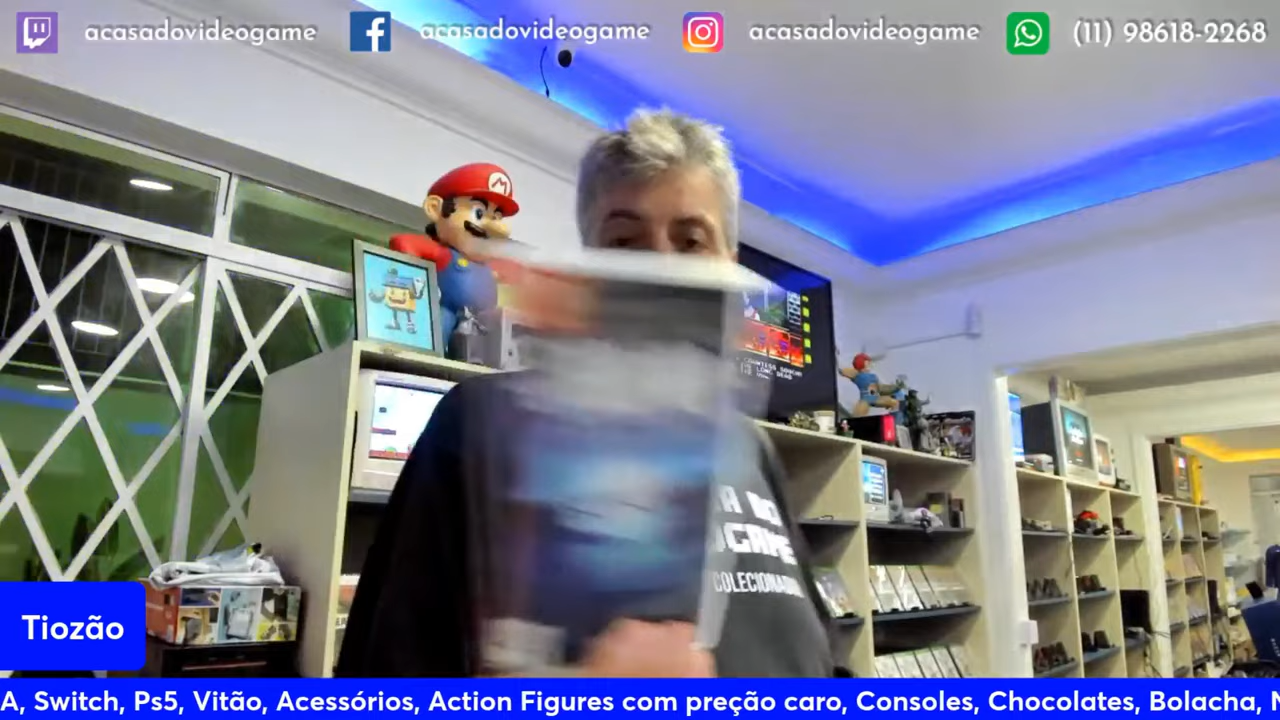 acasadovideogame
acasadovideogame
acasadovideogame
(11) 98618-2268
M
COLECIONA
Tiozão
A, Switch, Ps5, Vitão, Acessórios, Action Figures com preção caro, Consoles, Chocolates, Bolacha,